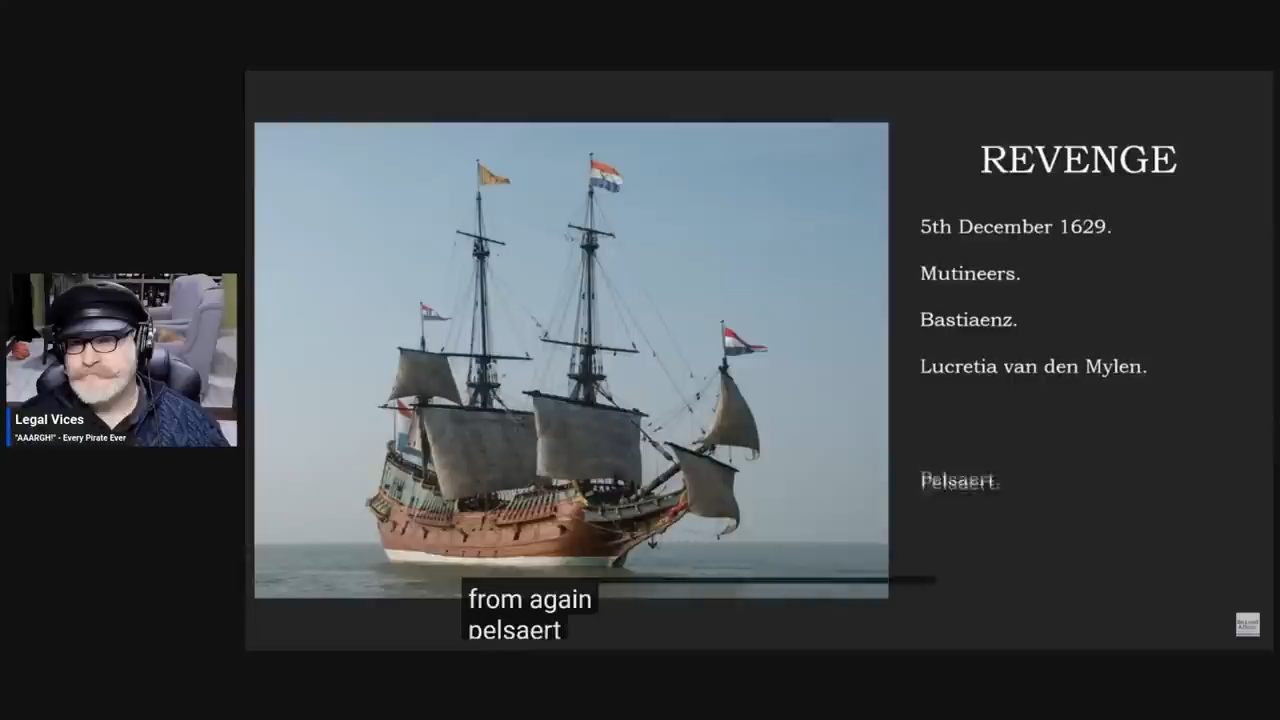 REVENGE
5th December 1629.
Mutineers.
Bastiaenz.
Lucretia van den Mylen.
Pelsaert.
Legal Vices
"AAARGH!" - Every Pirate Ever
from again
pelsaert